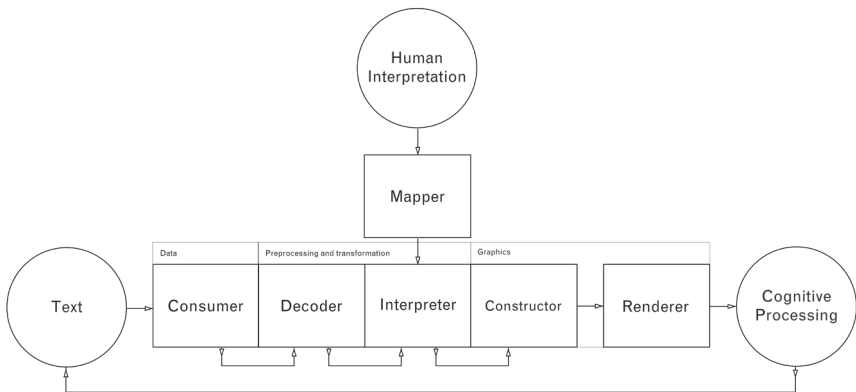 Human
Interpretation
Mapper
Data
Preprocessing and transformation
Graphics
Text
Consumer
Decoder
Interpreter
Constructor
Renderer
Cognitive
Processing